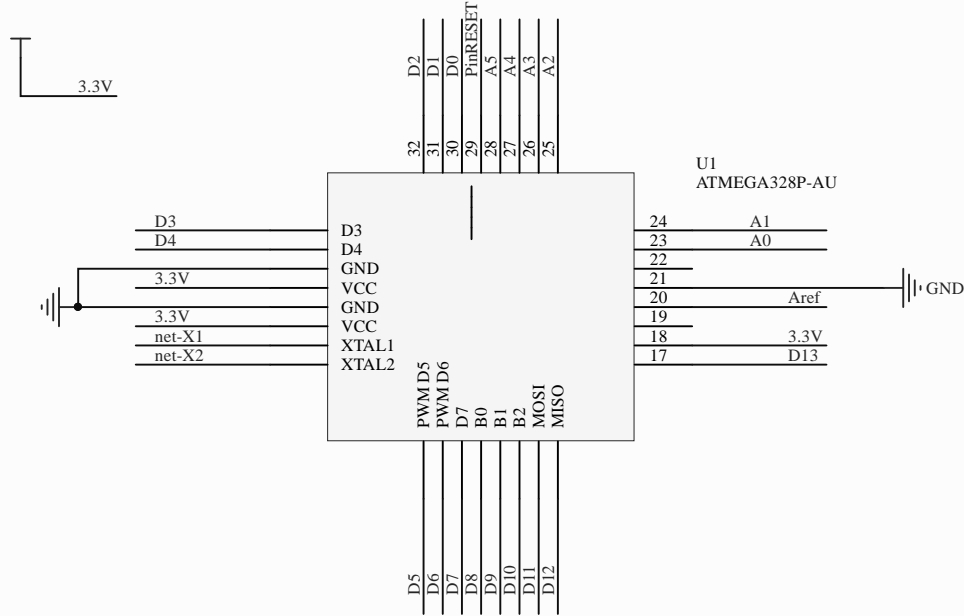 D2
D1
D0
PinRESET
A5
A4
A3
A2
3.3V
32
31
30
29
28
27
26
25
U1
ATMEGA328P-AU
D3
D4
3.3V
3.3V
net-X1
net-X2
D3
D4
GND
VCC
GND
VCC
XTAL1
XTAL2
24
23
22
21
20
19
18
17
A1
A0
GND
Aref
3.3V
D13
PWM D5
PWM D6
D7
B0
B1
B2
MOSI
MISO
D5
D6
D7
D8
D9
D10
D11
D12